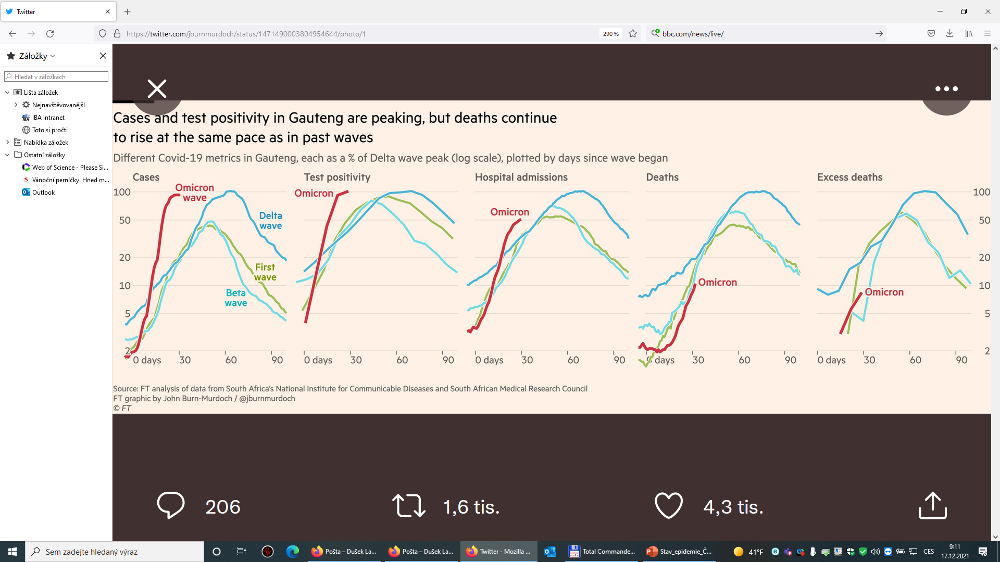 Twitter
https://twitter.com/jburnmurdoch/status/1471490003804954644/photo/1
290 %
bbc.com/news/live/
Záložky
Hledat v záložkách
Lišta záložek
Nejnavštěvovanější
IBA intranet
Toto si pročti
Nabídka záložek
Ostatní záložky
Web of Science - Please Si...
Vánoční perníčky. Hned m...
Outlook
Cases and test positivity in Gauteng are peaking, but deaths continue
to rise at the same pace as in past waves
Different Covid-19 metrics in Gauteng, each as a % of Delta wave peak (log scale), plotted by days since wave began
Cases
100
50
20
10
5
2
Omicron
wave
Delta
wave
First
wave
Beta
wave
0 days 30 60 90
Test positivity
Omicron
0 days 30 60 90
Hospital admissions
Omicron
0 days 30 60 90
Deaths
Omicron
0 days 30 60 90
Excess deaths
Omicron
0 days 30 60 90
100
50
20
10
5
2
Source: FT analysis of data from South Africa's National Institute for Communicable Diseases and South African Medical Research Council
FT graphic by John Burn-Murdoch / @jburnmurdoch
© FT
206 1,6 tis. 4,3 tis.
Sem zadejte hledaný výraz
Pošta – Dušek La...
Pošta – Dušek La...
Twitter - Mozilla ...
Total Commande...
Stav_epidemie_Č...
41°F
CES
9:11
17.12.2021